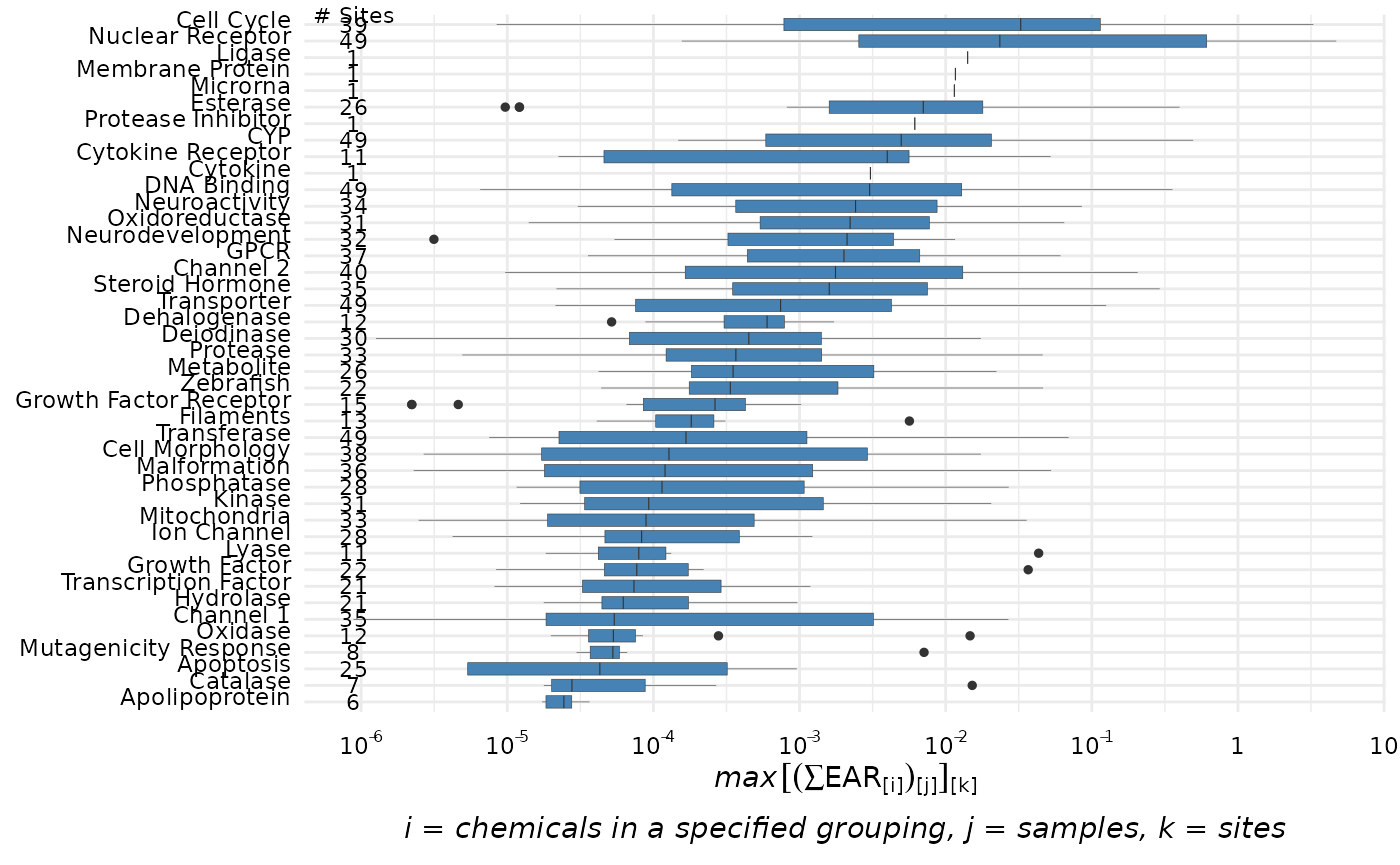 # Sites
Cell Cycle 39
Nuclear Receptor 49
Ligase 1
Membrane Protein 1
Microrna 1
Esterase 26
Protease Inhibitor 1
CYP 49
Cytokine Receptor 11
Cytokine 1
DNA Binding 49
Neuroactivity 34
Oxidoreductase 31
Neurodevelopment 32
GPCR 37
Channel 2 40
Steroid Hormone 35
Transporter 49
Dehalogenase 12
Deiodinase 30
Protease 33
Metabolite 26
Zebrafish 22
Growth Factor Receptor 15
Filaments 13
Transferase 49
Cell Morphology 38
Malformation 36
Phosphatase 28
Kinase 31
Mitochondria 33
Ion Channel 28
Lyase 11
Growth Factor 22
Transcription Factor 21
Hydrolase 21
Channel 1 35
Oxidase 12
Mutagenicity Response 8
Apoptosis 25
Catalase 7
Apolipoprotein 6
10⁻⁶ 10⁻⁵ 10⁻⁴ 10⁻³ 10⁻² 10⁻¹ 1 10
max[(∑EAR[i])[j]][k]
i = chemicals in a specified grouping, j = samples, k = sites